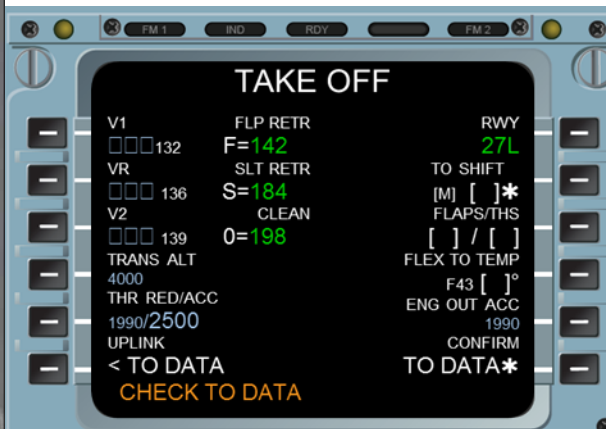 FM 1 IND RDY FM 2
TAKE OFF
V1 FLP RETR RWY
□□□132 F=142 27L
VR SLT RETR TO SHIFT
□□□ 136 S=184 [M] [ ]*
V2 CLEAN FLAPS/THS
□□□ 139 0=198 [ ] / [ ]
TRANS ALT FLEX TO TEMP
4000 F43 [ ]°
THR RED/ACC ENG OUT ACC
1990/2500 1990
UPLINK CONFIRM
< TO DATA TO DATA*
CHECK TO DATA